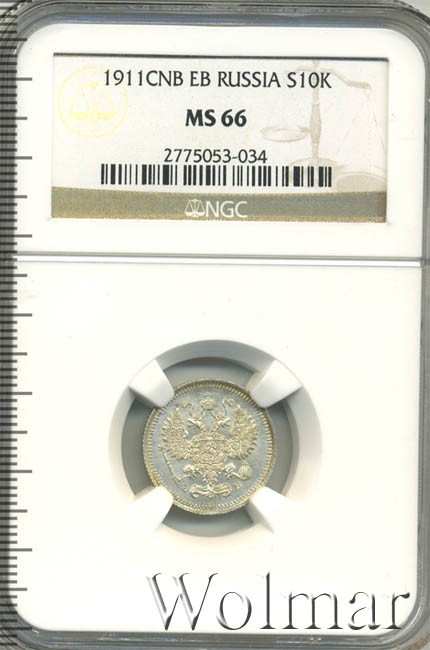 1911CNB EB RUSSIA S10K
MS 66
2775053-034
NGC
Wolmar